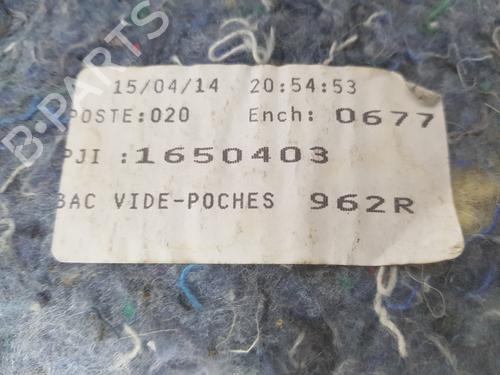 B-PARTS
15/04/14 20:54:53
POSTE:020 Ench: 0677
PJI :1650403
BAC VIDE-POCHES 962R